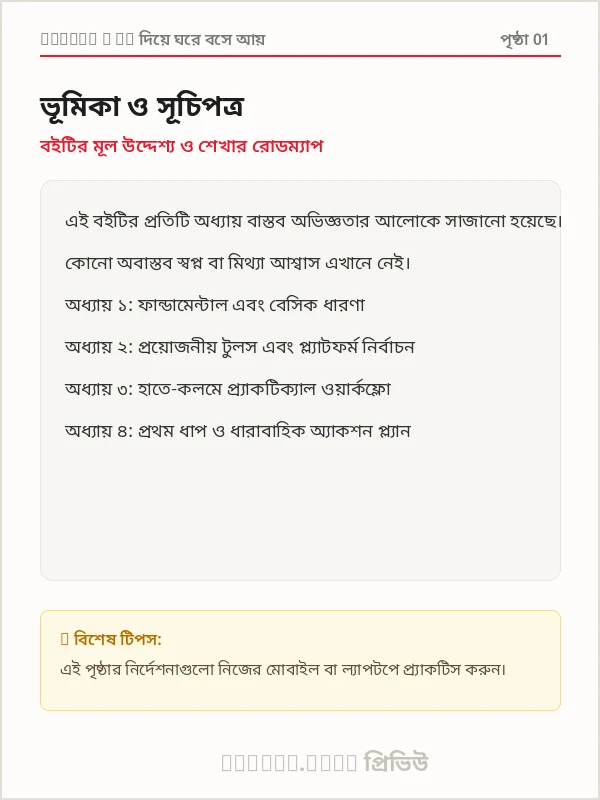 দিয়ে ঘরে বসে আয়
পৃষ্ঠা 01
ভূমিকা ও সূচিপত্র
বইটির মূল উদ্দেশ্য ও শেখার রোডম্যাপ
এই বইটির প্রতিটি অধ্যায় বাস্তব অভিজ্ঞতার আলোকে সাজানো হয়েছে।
কোনো অবাস্তব স্বপ্ন বা মিথ্যা আশ্বাস এখানে নেই।
অধ্যায় ১: ফান্ডামেন্টাল এবং বেসিক ধারণা
অধ্যায় ২: প্রয়োজনীয় টুলস এবং প্ল্যাটফর্ম নির্বাচন
অধ্যায় ৩: হাতে-কলমে প্র্যাকটিক্যাল ওয়ার্কফ্লো
অধ্যায় ৪: প্রথম ধাপ ও ধারাবাহিক অ্যাকশন প্ল্যান
বিশেষ টিপস:
এই পৃষ্ঠার নির্দেশনাগুলো নিজের মোবাইল বা ল্যাপটপে প্র্যাকটিস করুন।
প্রিভিউ